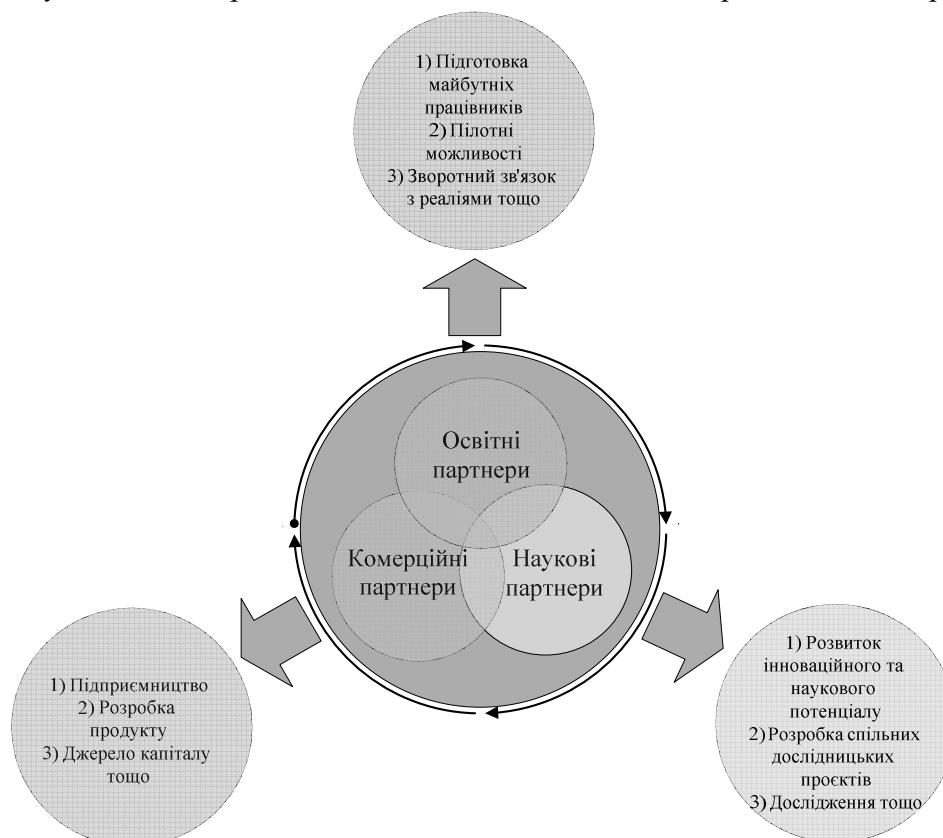 1) Підготовка
майбутніх
працівників
2) Пілотні
можливості
3) Зворотний зв'язок
з реаліями тощо
Освітні
партнери
Комерційні
партнери
Наукові
партнери
1) Підприємництво
2) Розробка
продукту
3) Джерело капіталу
тощо
1) Розвиток
інноваційного та
наукового
потенціалу
2) Розробка спільних
дослідницьких
проєктів
3) Дослідження тощо